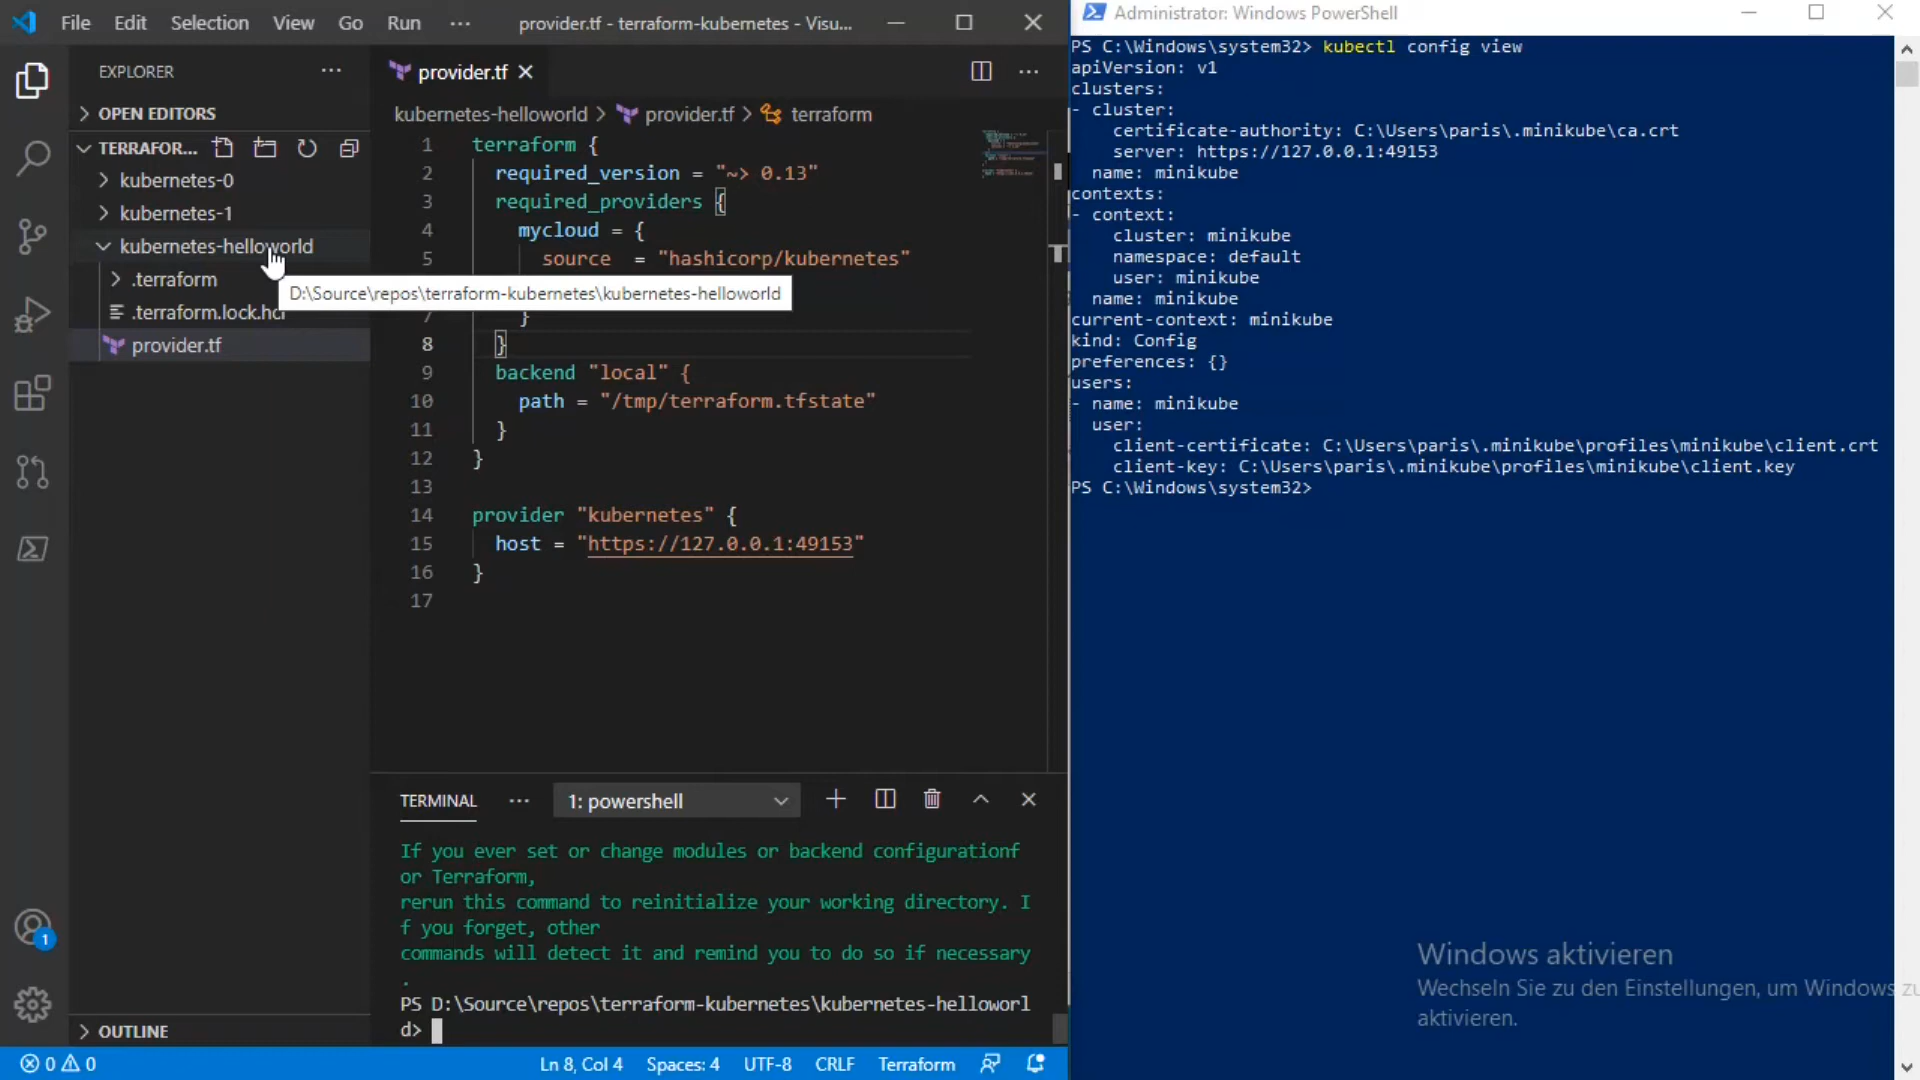 File Edit Selection View Go Run ··· provider.tf - terraform-kubernetes - Visu...
EXPLORER
OPEN EDITORS
TERRAFOR...
kubernetes-0
kubernetes-1
kubernetes-helloworld
.terraform
.terraform.lock.hcl
provider.tf
OUTLINE
provider.tf
kubernetes-helloworld > provider.tf > terraform
1 terraform {
2 required_version = "~> 0.13"
3 required_providers {
4 mycloud = {
5 source = "hashicorp/kubernetes"
D:\Source\repos\terraform-kubernetes\kubernetes-helloworld
7 }
8 }
9 backend "local" {
10 path = "/tmp/terraform.tfstate"
11 }
12 }
13
14 provider "kubernetes" {
15 host = "https://127.0.0.1:49153"
16 }
17
TERMINAL ··· 1: powershell
If you ever set or change modules or backend configurationf
or Terraform,
rerun this command to reinitialize your working directory. I
f you forget, other
commands will detect it and remind you to do so if necessary
.
PS D:\Source\repos\terraform-kubernetes\kubernetes-helloworl
d>
1
0 0 Ln 8, Col 4 Spaces: 4 UTF-8 CRLF Terraform
Administrator: Windows PowerShell
PS C:\Windows\system32> kubectl config view
apiVersion: v1
clusters:
- cluster:
certificate-authority: C:\Users\paris\.minikube\ca.crt
server: https://127.0.0.1:49153
name: minikube
contexts:
- context:
cluster: minikube
namespace: default
user: minikube
name: minikube
current-context: minikube
kind: Config
preferences: {}
users:
- name: minikube
user:
client-certificate: C:\Users\paris\.minikube\profiles\minikube\client.crt
client-key: C:\Users\paris\.minikube\profiles\minikube\client.key
PS C:\Windows\system32>
Windows aktivieren
Wechseln Sie zu den Einstellungen, um Windows zu
aktivieren.